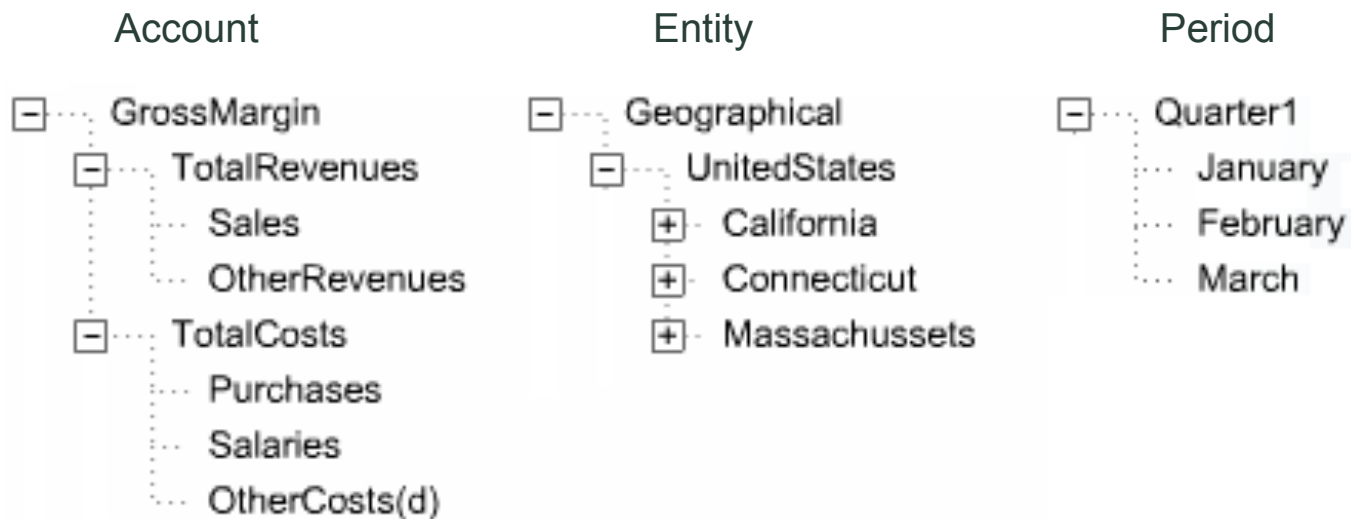 Account
GrossMargin
TotalRevenues
Sales
OtherRevenues
TotalCosts
Purchases
Salaries
OtherCosts(d)
Entity
Geographical
UnitedStates
California
Connecticut
Massachussets
Period
Quarter1
January
February
March